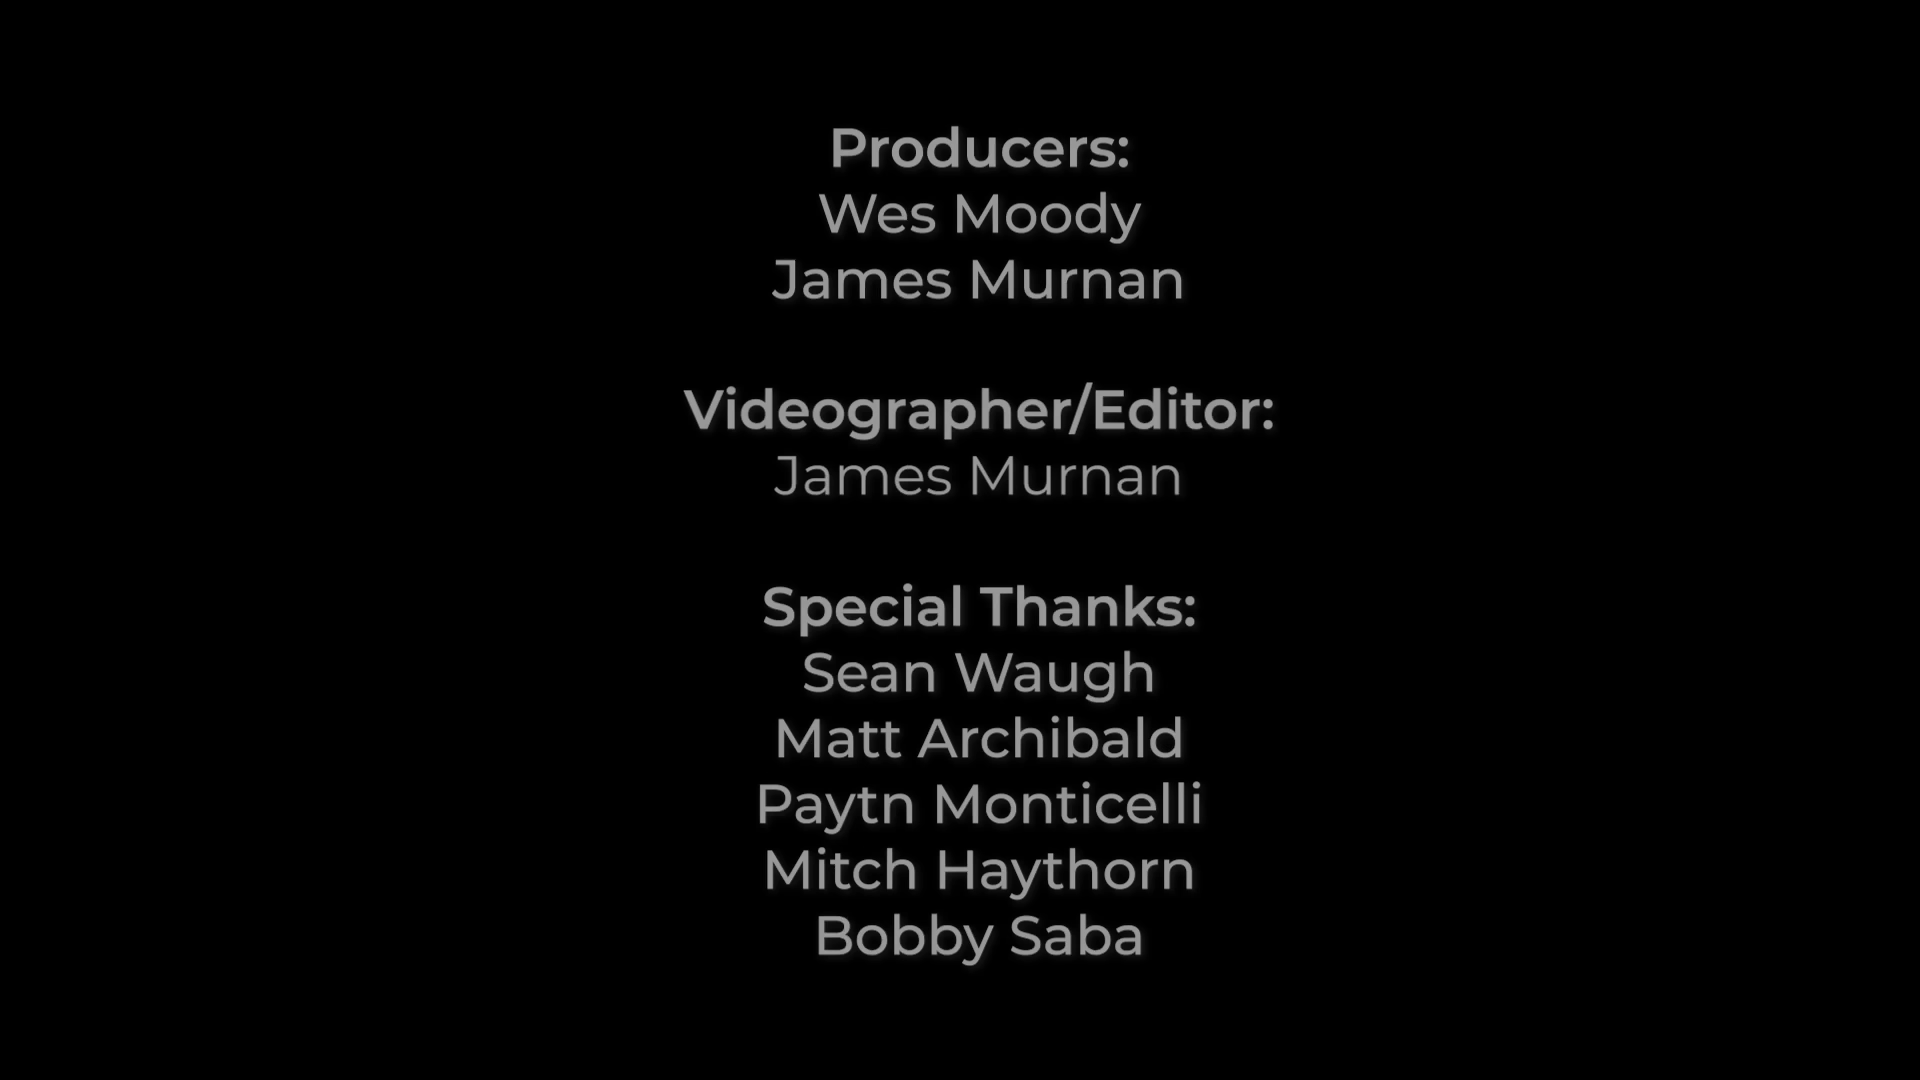 Producers:
Wes Moody
James Murnan
Videographer/Editor:
James Murnan
Special Thanks:
Sean Waugh
Matt Archibald
Paytn Monticelli
Mitch Haythorn
Bobby Saba